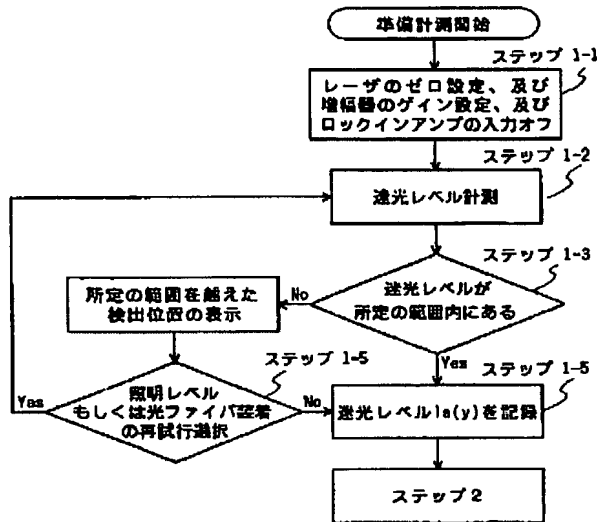 準備計測開始
ステップ 1-1
レーザのゼロ設定、及び
増幅器のゲイン設定、及び
ロックインアンプの入力オフ
ステップ 1-2
迷光レベル計測
ステップ 1-3
迷光レベルが
所定の範囲内にある
No
所定の範囲を越えた
検出位置の表示
Yes
ステップ 1-5
照明レベル
もしくは光ファイバ装着
の再試行選択
Yes
No
ステップ 1-5
迷光レベルIa(y)を記録
ステップ2